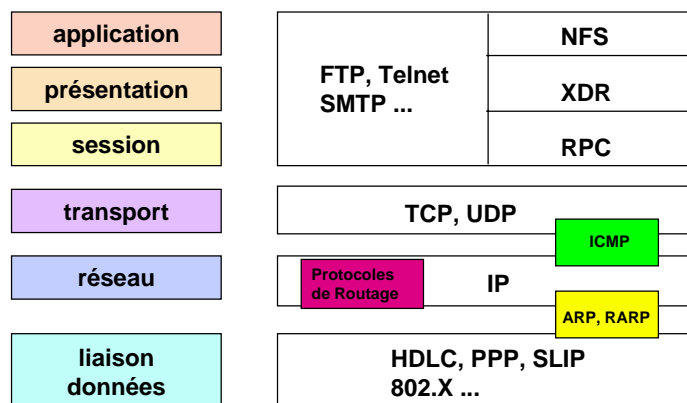 application
présentation
session
transport
réseau
liaison
données
FTP, Telnet
SMTP ...
NFS
XDR
RPC
TCP, UDP
ICMP
Protocoles
de Routage
IP
ARP, RARP
HDLC, PPP, SLIP
802.X ...